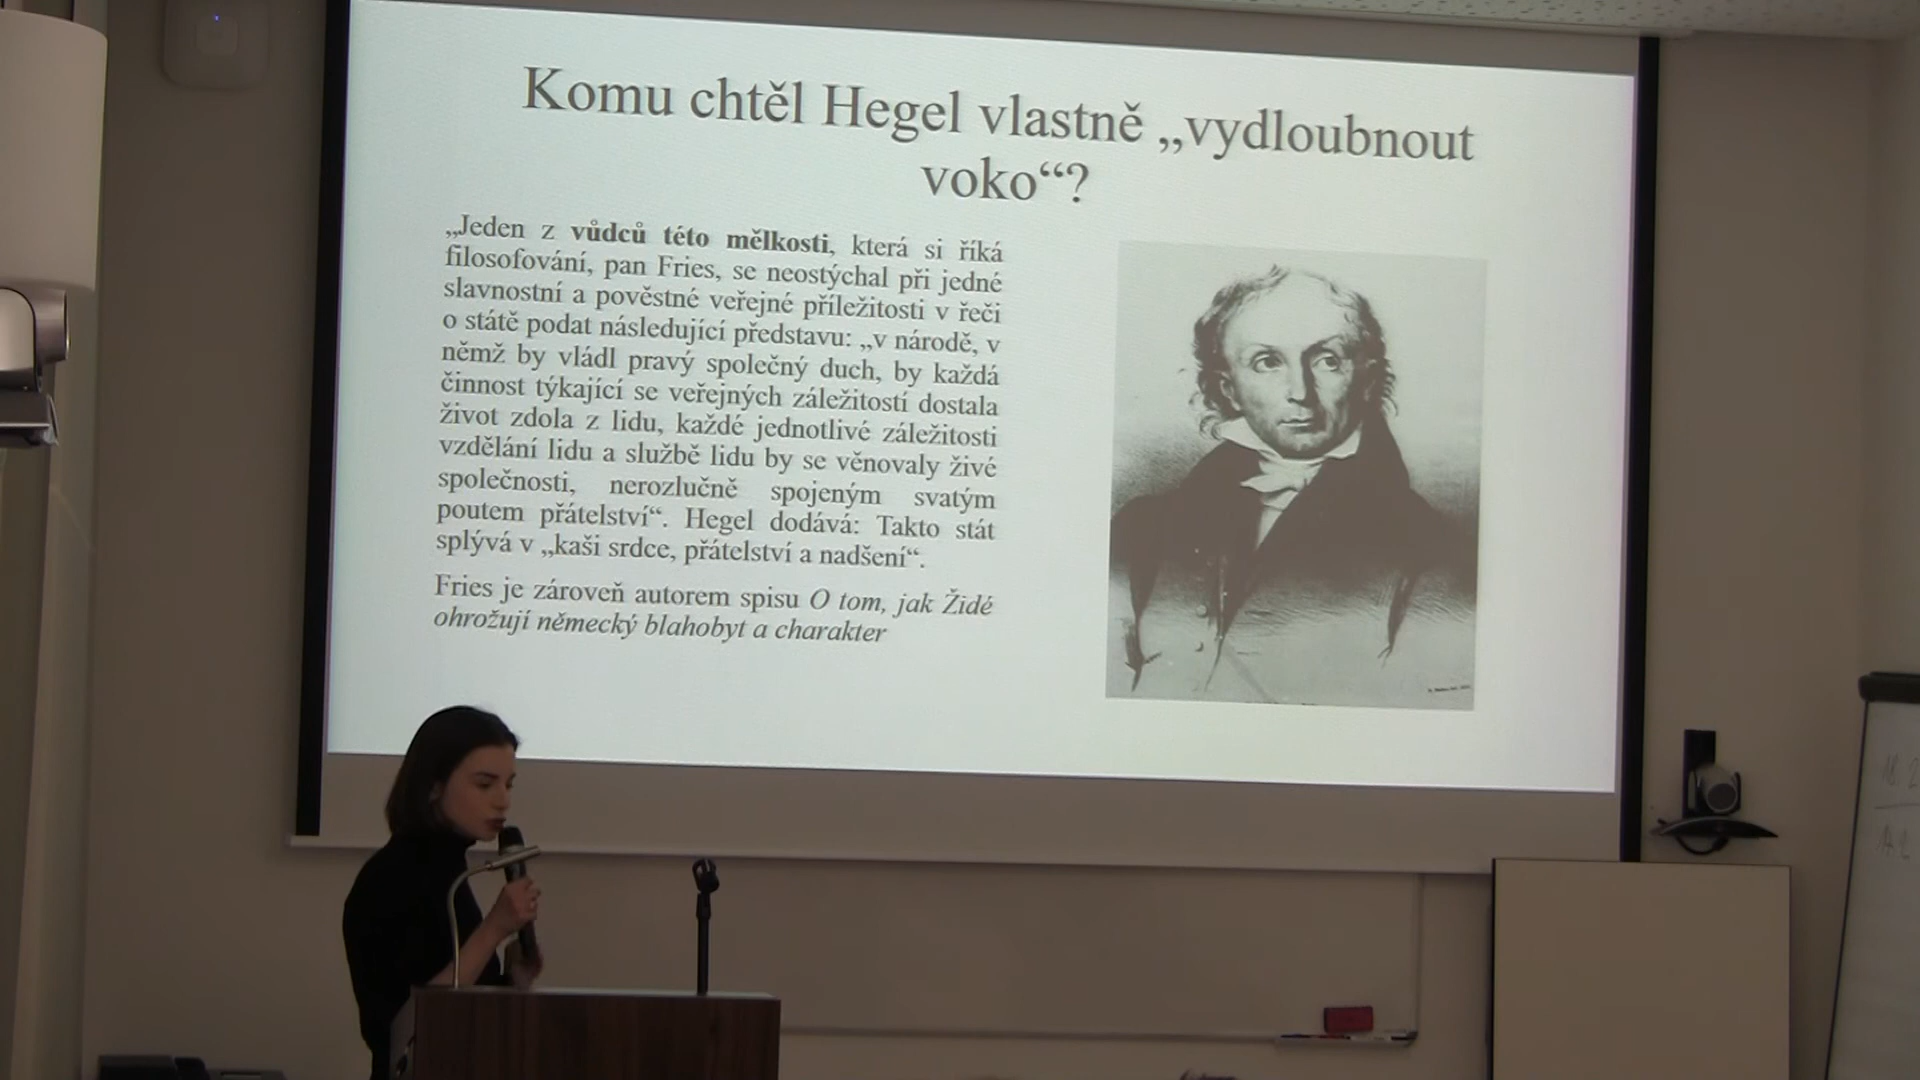 Komu chtěl Hegel vlastně „vydloubnout
voko“?
„Jeden z vůdců této mělkosti, která si říká
filosofování, pan Fries, se neostýchal při jedné
slavnostní a pověstné veřejné příležitosti v řeči
o státě podat následující představu: „v národě, v
němž by vládl pravý společný duch, by každá
činnost týkající se veřejných záležitostí dostala
život zdola z lidu, každé jednotlivé záležitosti
vzdělání lidu a službě lidu by se věnovaly živé
společnosti, nerozlučně spojeným svatým
poutem přátelství“. Hegel dodává: Takto stát
splývá v „kaši srdce, přátelství a nadšení“.
Fries je zároveň autorem spisu O tom, jak Židé
ohrožují německý blahobyt a charakter